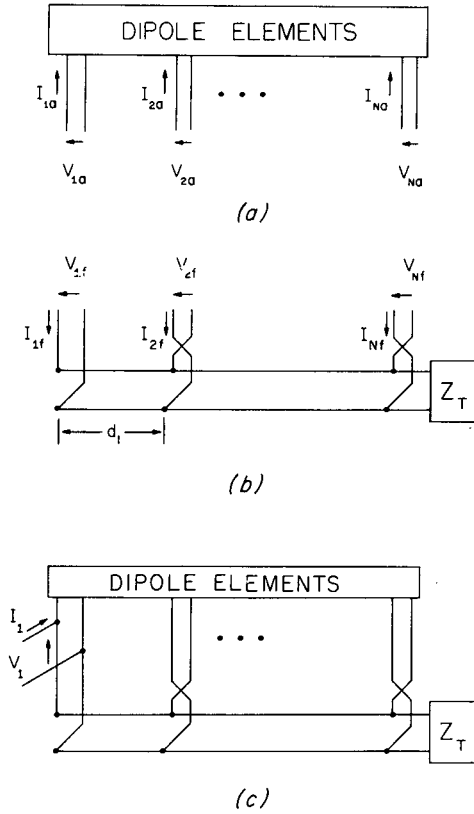 DIPOLE ELEMENTS
I1a I2a • • • INa
V1a V2a VNa
(a)
V1f V2f VNf
I1f I2f INf
ZT
d1
(b)
DIPOLE ELEMENTS
I1
• • •
V1
ZT
(c)